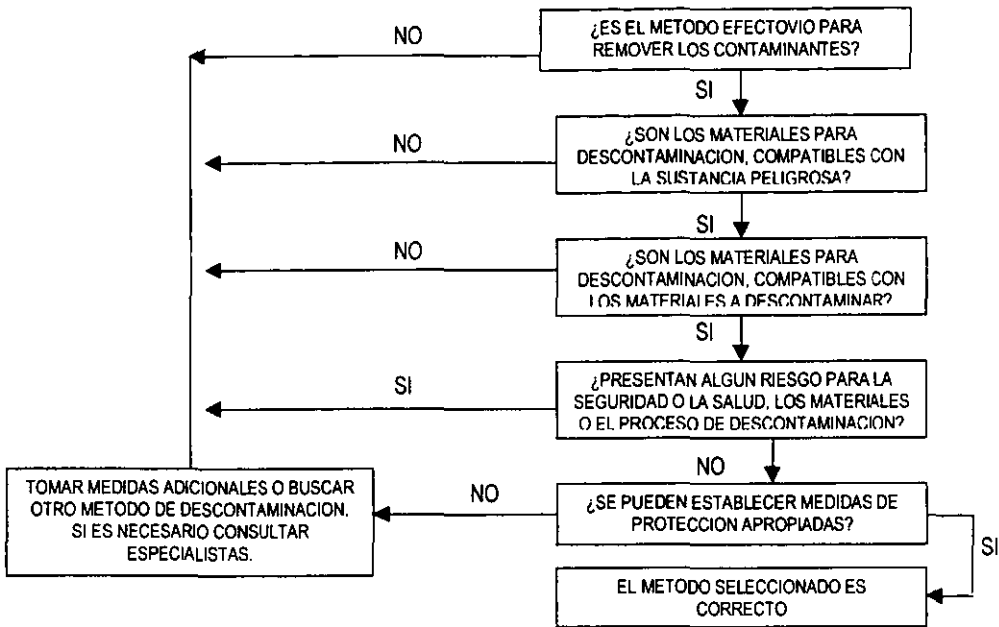 ¿ES EL METODO EFECTOVIO PARA
REMOVER LOS CONTAMINANTES?
NO
SI
¿SON LOS MATERIALES PARA
DESCONTAMINACION, COMPATIBLES CON
LA SUSTANCIA PELIGROSA?
NO
SI
¿SON LOS MATERIALES PARA
DESCONTAMINACION, COMPATIBLES CON
LOS MATERIALES A DESCONTAMINAR?
NO
SI
¿PRESENTAN ALGUN RIESGO PARA LA
SEGURIDAD O LA SALUD, LOS MATERIALES
O EL PROCESO DE DESCONTAMINACION?
SI
NO
¿SE PUEDEN ESTABLECER MEDIDAS DE
PROTECCION APROPIADAS?
NO
SI
TOMAR MEDIDAS ADICIONALES O BUSCAR
OTRO METODO DE DESCONTAMINACION.
SI ES NECESARIO CONSULTAR
ESPECIALISTAS.
EL METODO SELECCIONADO ES
CORRECTO